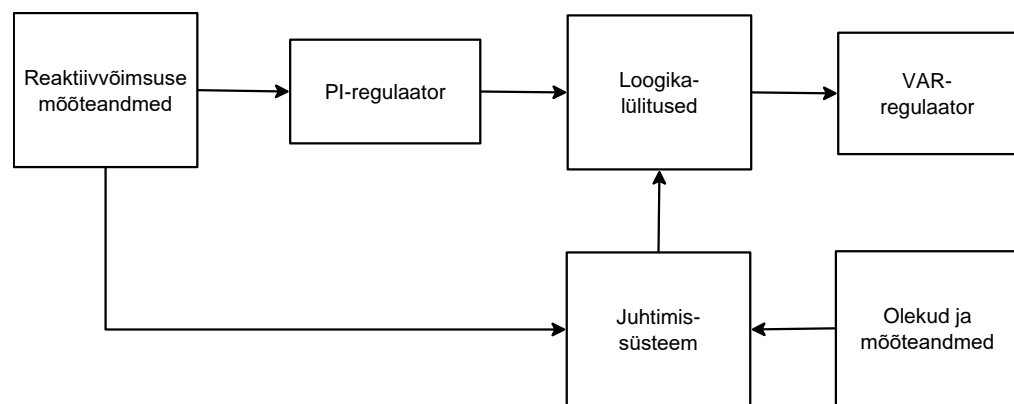 Reaktiivvõimsuse
mõõteandmed
PI-regulaator
Loogika-
lülitused
VAR-
regulaator
Juhtimis-
süsteem
Olekud ja
mõõteandmed